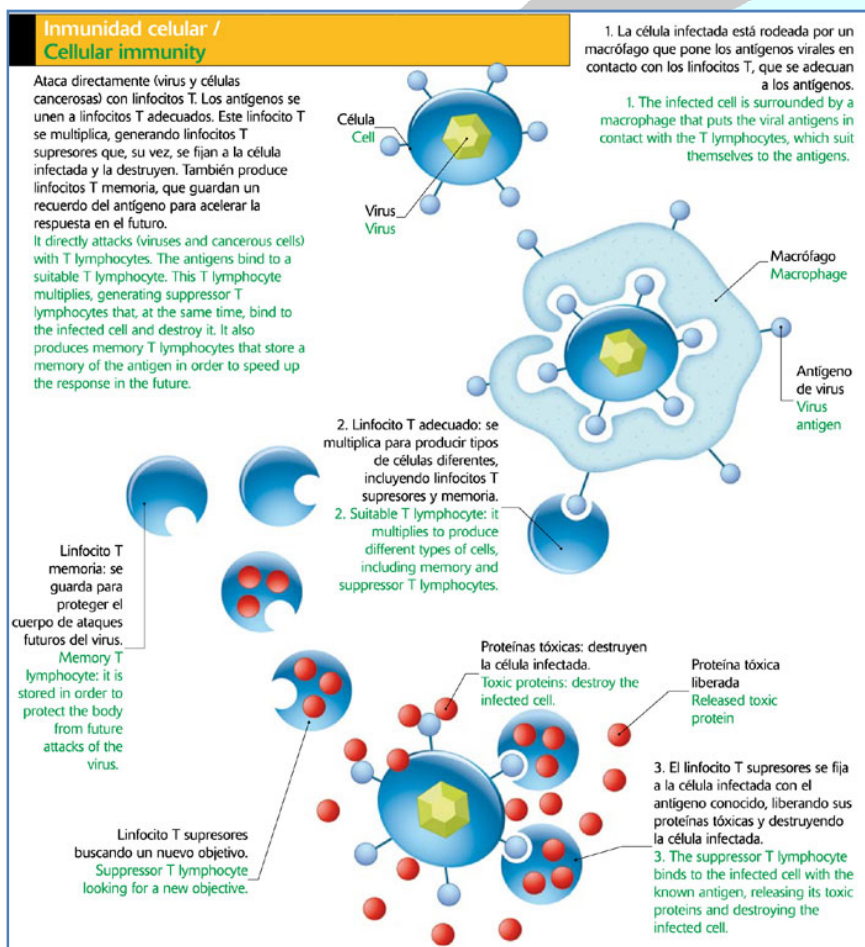 Inmunidad celular /
Cellular immunity
Ataca directamente (virus y células
cancerosas) con linfocitos T. Los antígenos se
unen a linfocitos T adecuados. Este linfocito T
se multiplica, generando linfocitos T
supresores que, su vez, se fijan a la célula
infectada y la destruyen. También produce
linfocitos T memoria, que guardan un
recuerdo del antígeno para acelerar la
respuesta en el futuro.
It directly attacks (viruses and cancerous cells)
with T lymphocytes. The antigens bind to a
suitable T lymphocyte. This T lymphocyte
multiplies, generating suppressor T
lymphocytes that, at the same time, bind to
the infected cell and destroy it. It also
produces memory T lymphocytes that store a
memory of the antigen in order to speed up
the response in the future.
Célula
Cell
Virus
Virus
1. La célula infectada está rodeada por un
macrófago que pone los antígenos virales en
contacto con los linfocitos T, que se adecuan
a los antígenos.
1. The infected cell is surrounded by a
macrophage that puts the viral antigens in
contact with the T lymphocytes, which suit
themselves to the antigens.
Macrófago
Macrophage
Antígeno
de virus
Virus
antigen
2. Linfocito T adecuado: se
multiplica para producir tipos
de células diferentes,
incluyendo linfocitos T
supresores y memoria.
2. Suitable T lymphocyte: it
multiplies to produce
different types of cells,
including memory and
suppressor T lymphocytes.
Linfocito T
memoria: se
guarda para
proteger el
cuerpo de ataques
futuros del virus.
Memory T
lymphocyte: it is
stored in order to
protect the body
from future
attacks of the
virus.
Proteínas tóxicas: destruyen
la célula infectada.
Toxic proteins: destroy the
infected cell.
Proteína tóxica
liberada
Released toxic
protein
Linfocito T supresores
buscando un nuevo objetivo.
Suppressor T lymphocyte
looking for a new objective.
3. El linfocito T supresores se fija
a la célula infectada con el
antígeno conocido, liberando sus
proteínas tóxicas y destruyendo
la célula infectada.
3. The suppressor T lymphocyte
binds to the infected cell with the
known antigen, releasing its toxic
proteins and destroying the
infected cell.